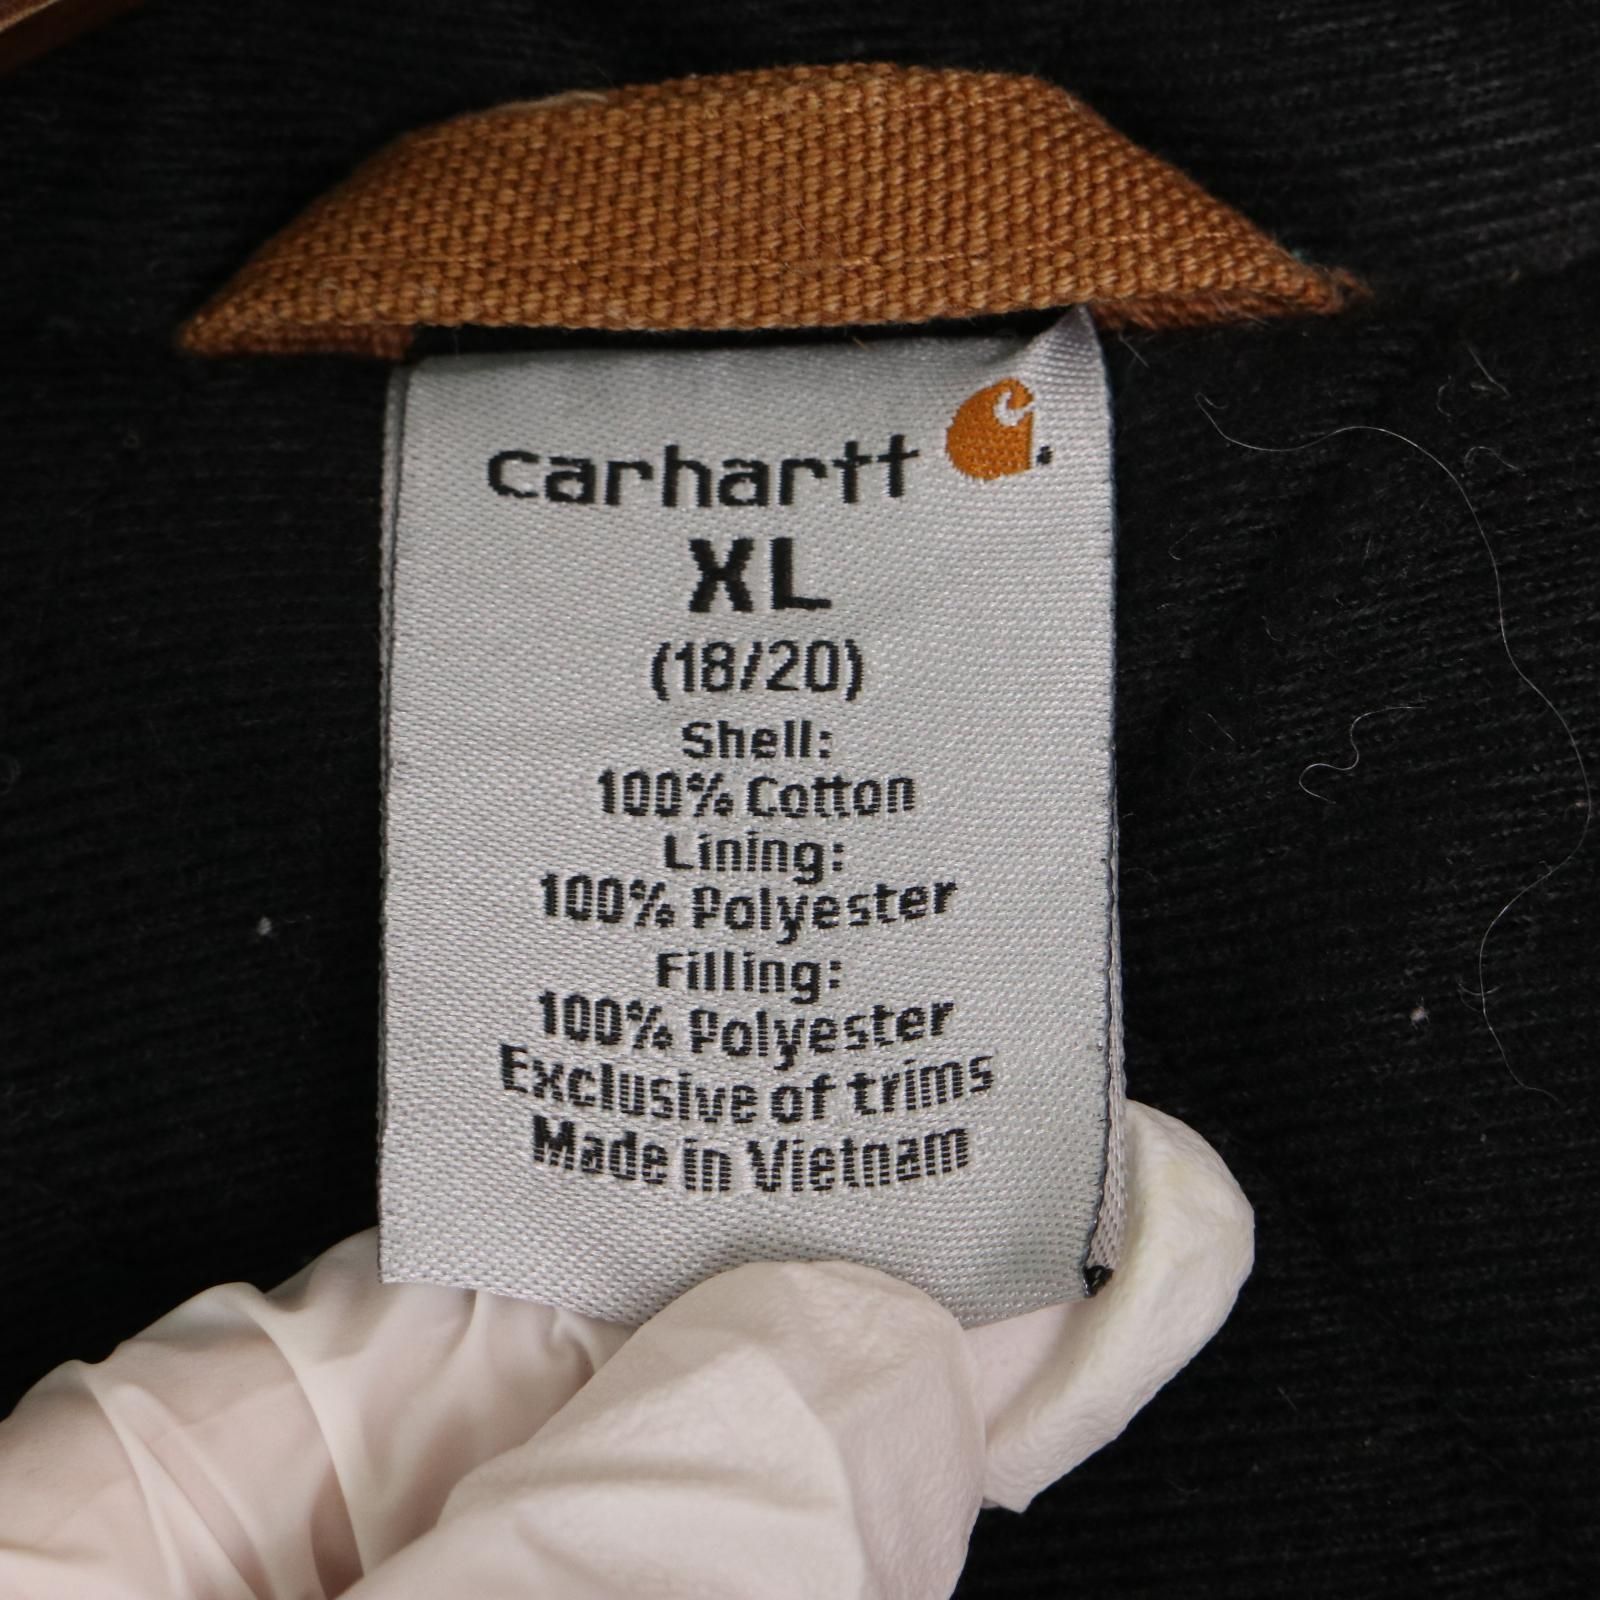 carhartt.
XL
(18/20)
Shell:
100% Cotton
Lining:
100% Polyester
Filling:
100% Polyester
Exclusive of trims
Made in Vietnam